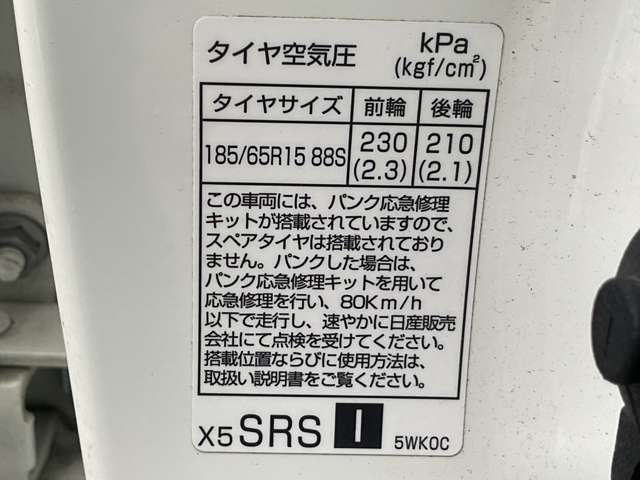 タイヤ空気圧 kPa
(kgf/cm²)
タイヤサイズ 前輪 後輪
185/65R15 88S 230 210
(2.3) (2.1)
この車両には、パンク応急修理
キットが搭載されていますので、
スペアタイヤは搭載されており
ません。パンクした場合は、
パンク応急修理キットを用いて
応急修理を行い、80Km/h
以下で走行し、速やかに日産販売
会社にて点検を受けてください。
搭載位置ならびに使用方法は、
取扱い説明書をご覧ください。
X5 SRS I 5WK0C